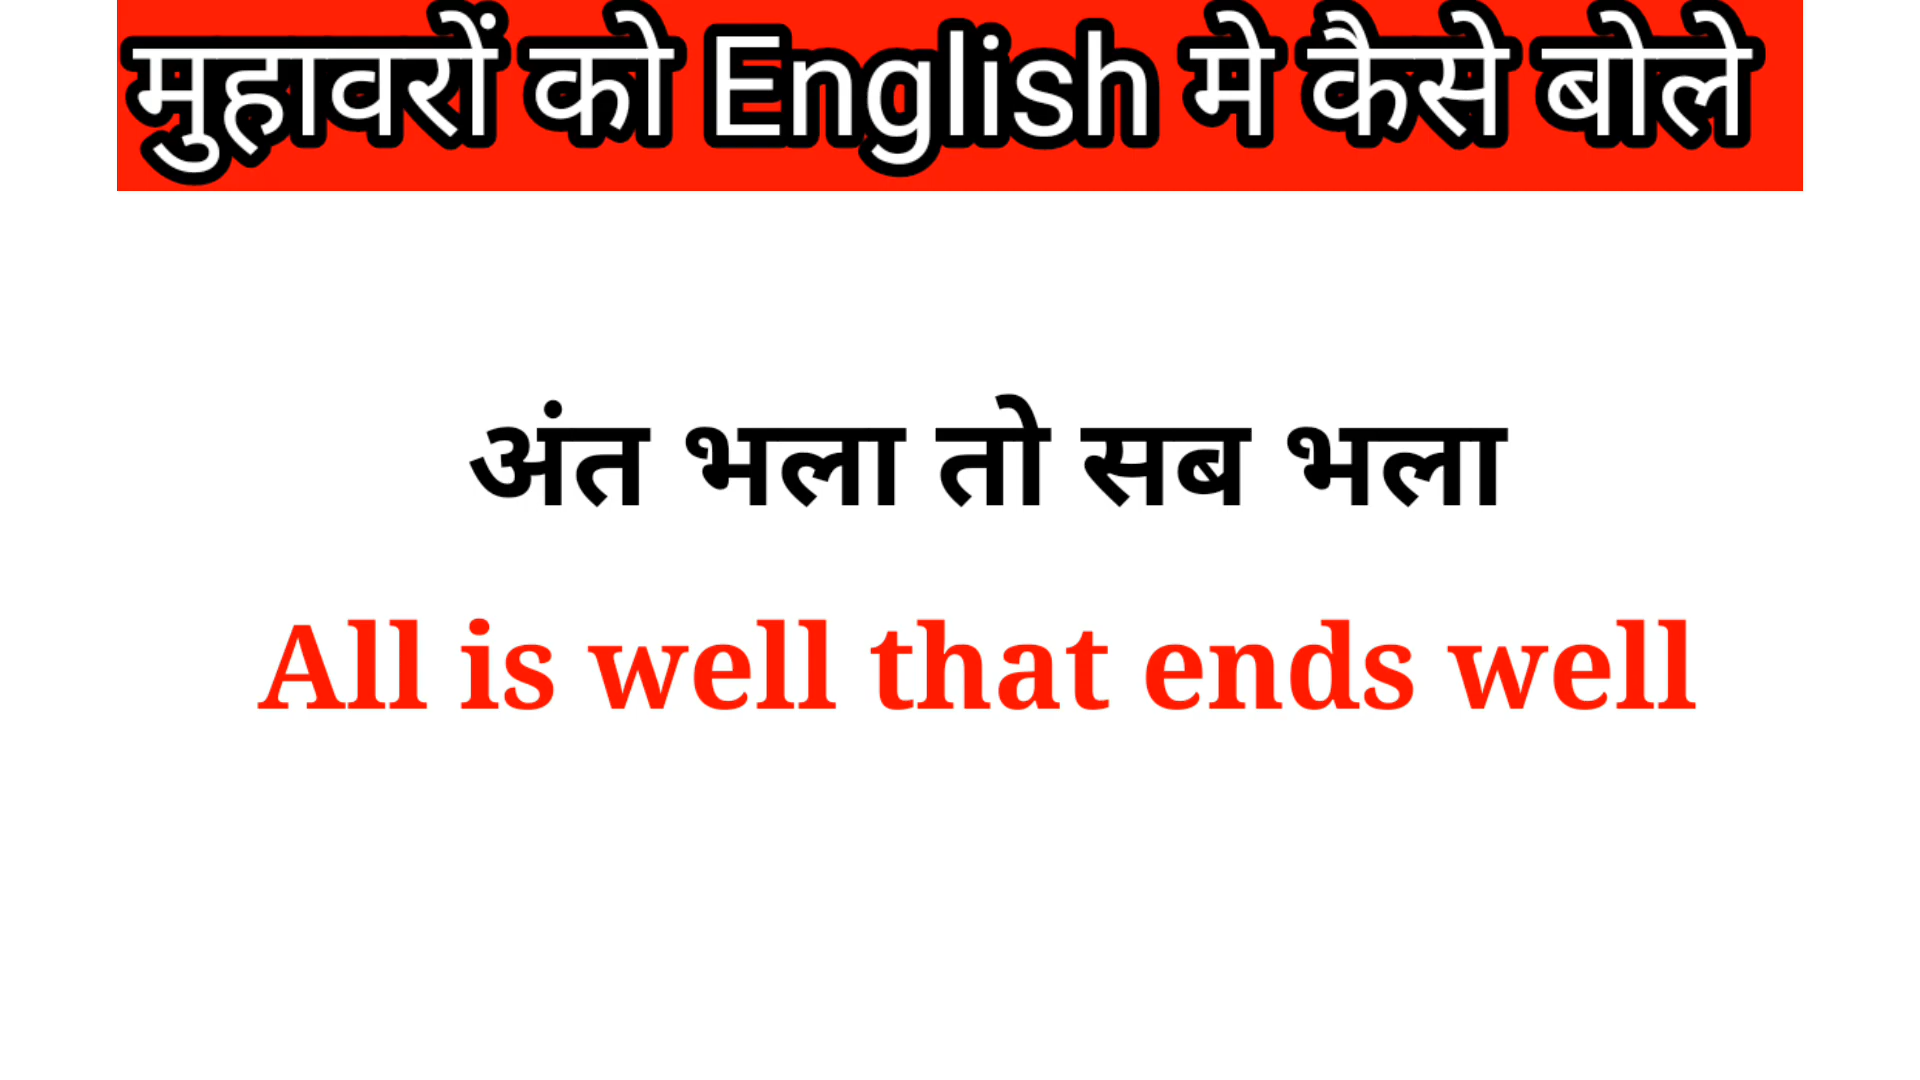 मुहावरों को English मे कैसे बोले
अंत भला तो सब भला
All is well that ends well